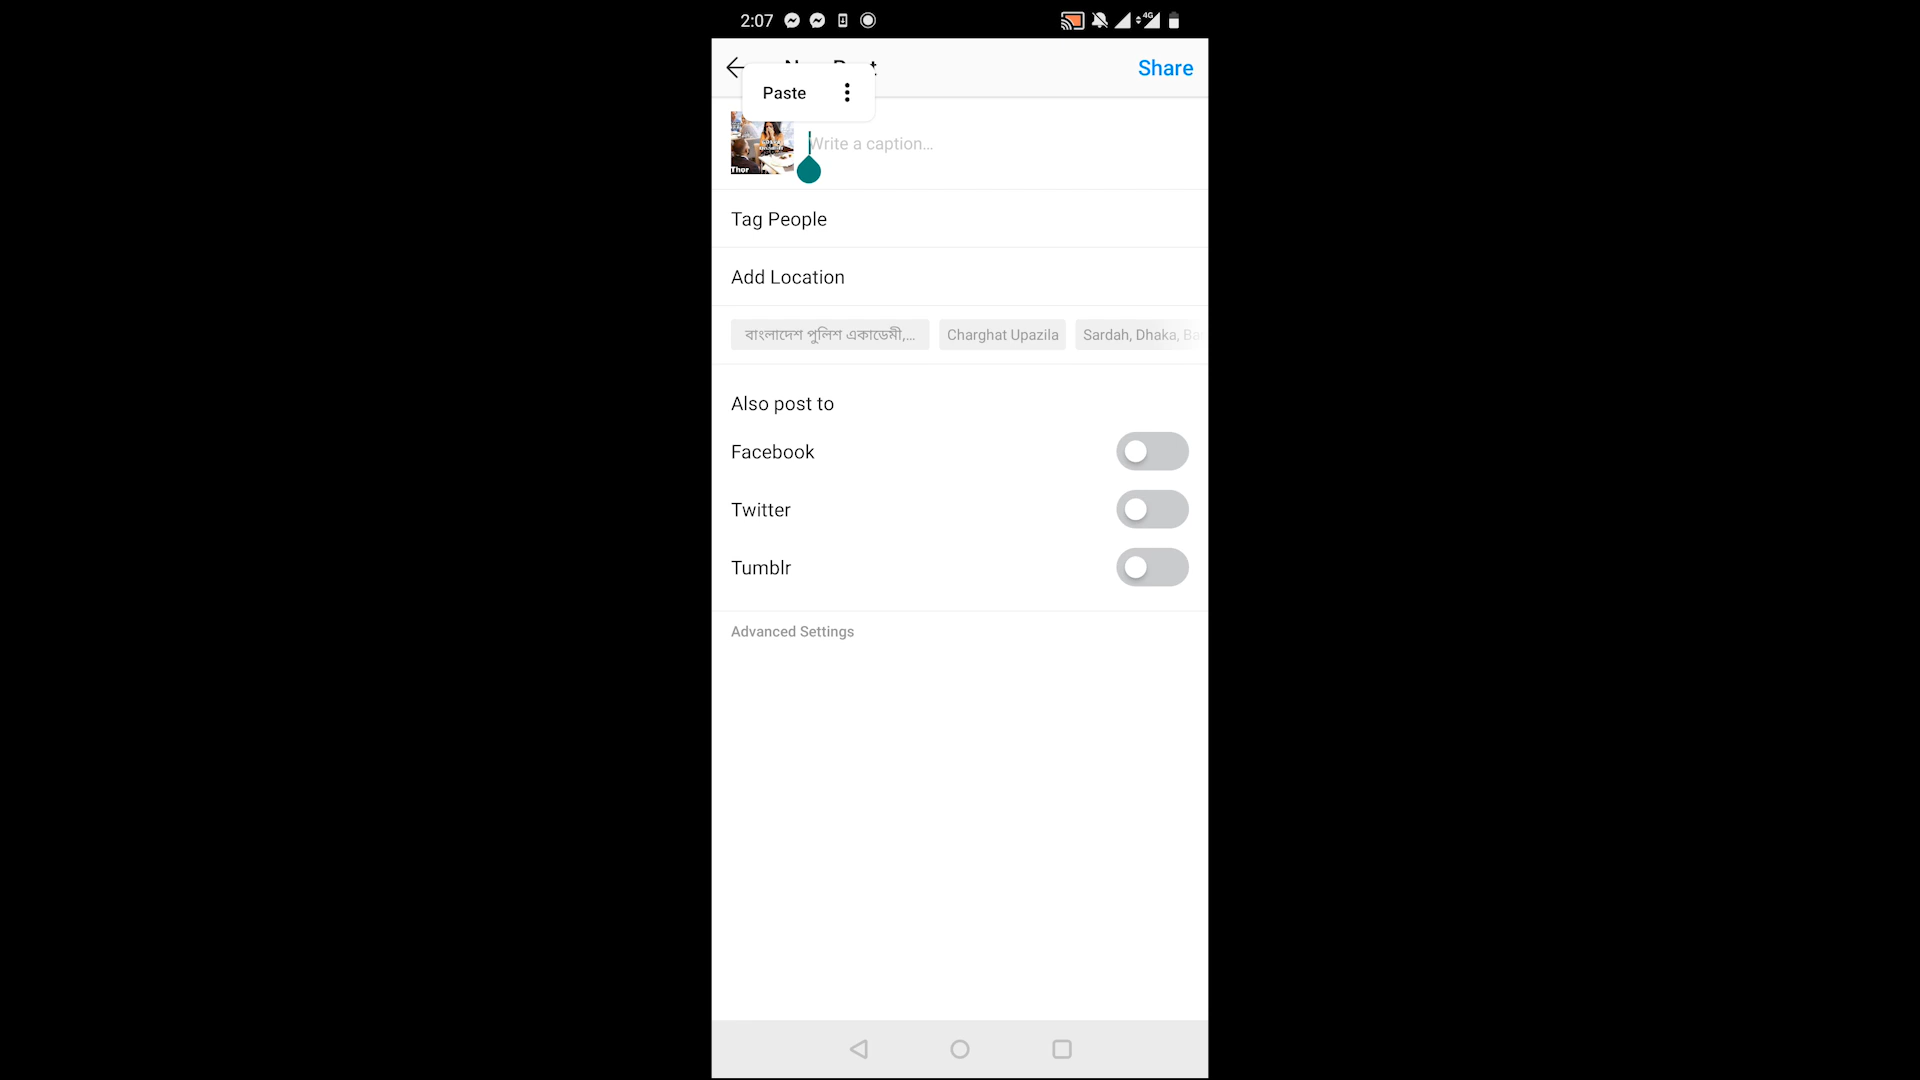 2:07
4G
Share
Paste
Thor
Write a caption...
Tag People
Add Location
বাংলাদেশ পুলিশ একাডেমী,... Charghat Upazila Sardah, Dhaka, Ba
Also post to
Facebook
Twitter
Tumblr
Advanced Settings